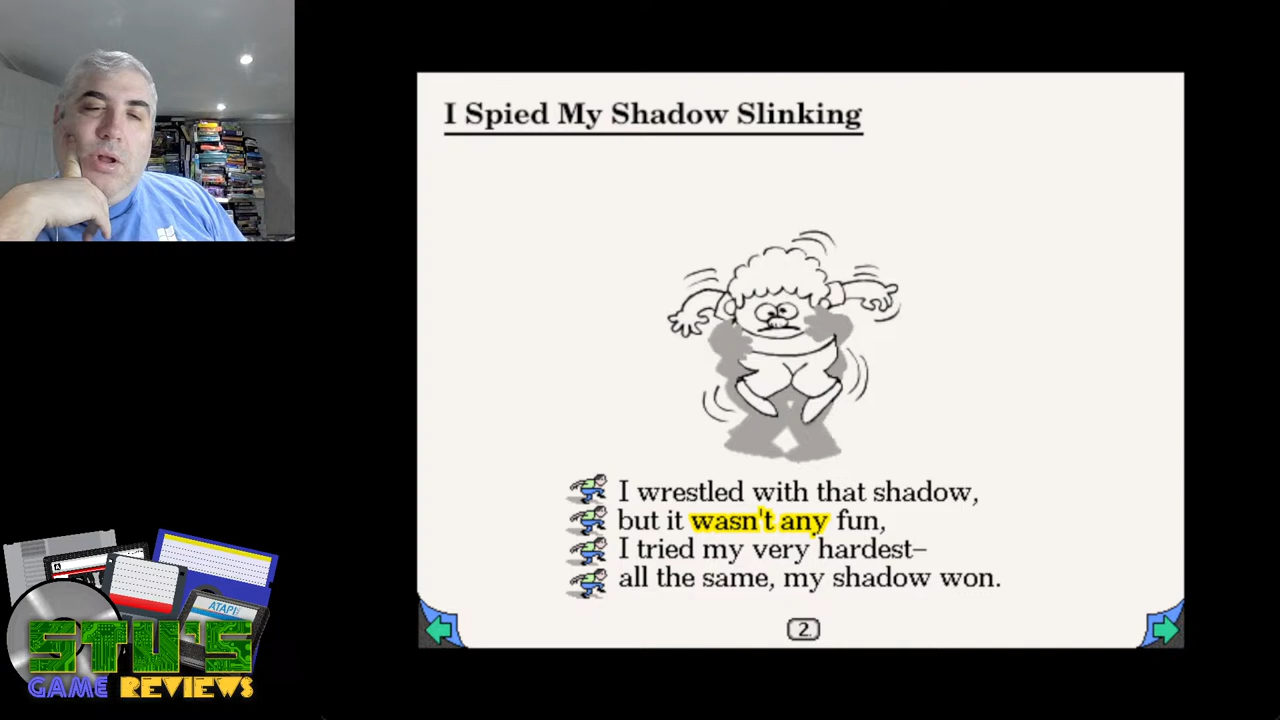 I Spied My Shadow Slinking
I wrestled with that shadow,
but it wasn't any fun,
I tried my very hardest–
all the same, my shadow won.
2
A
ATAPI
STU'S
GAME REVIEWS